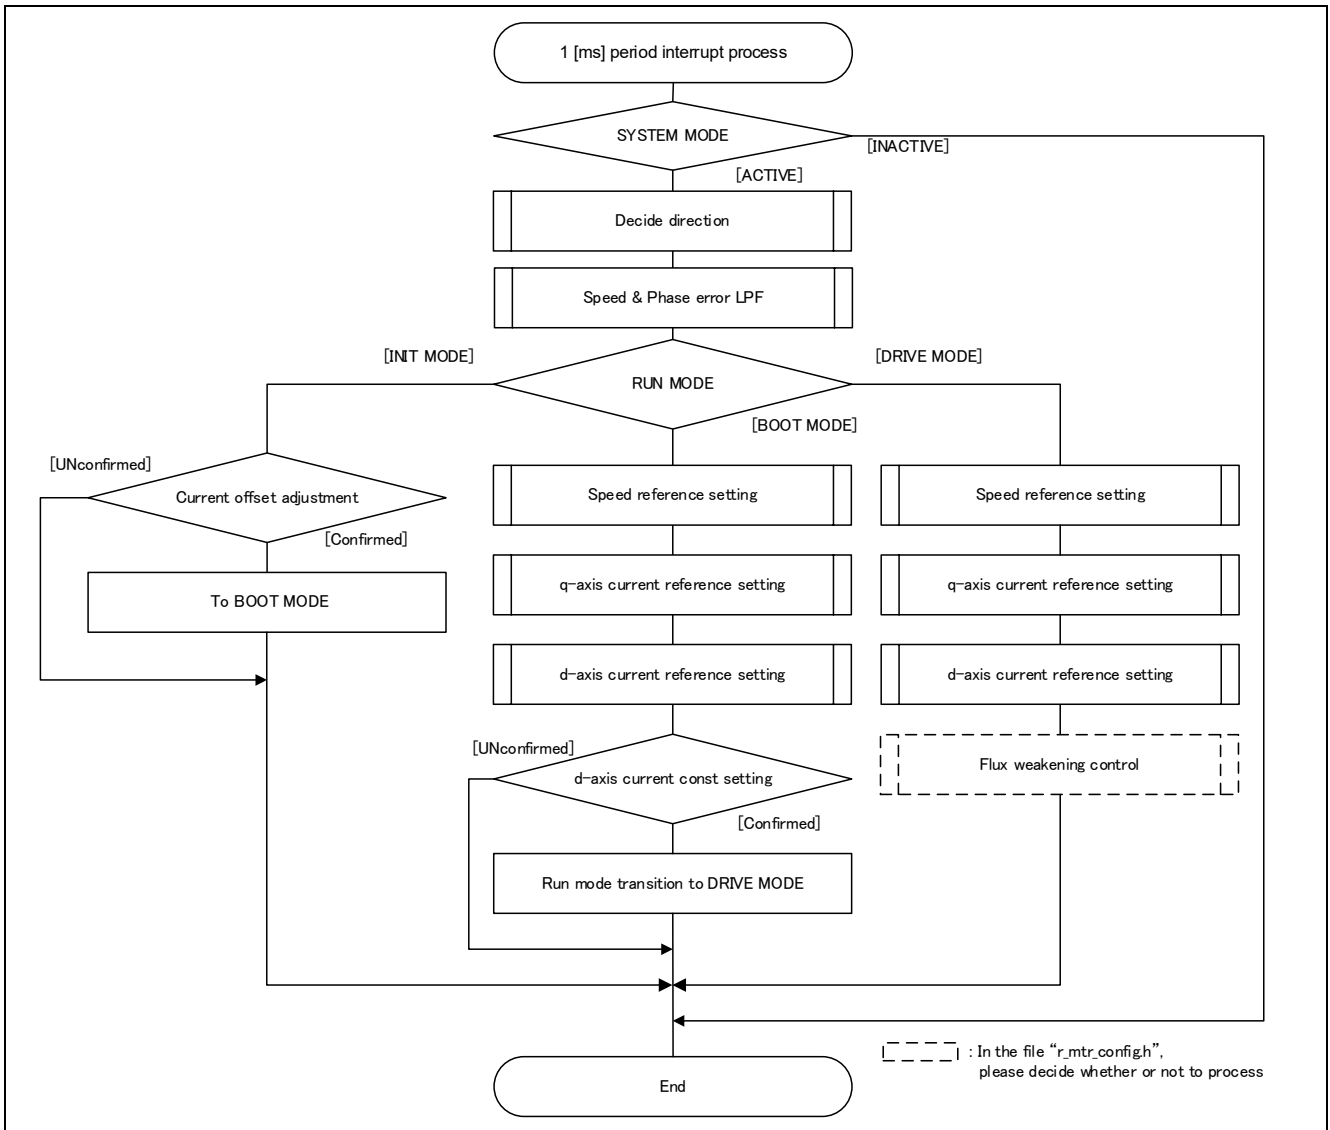 1 [ms] period interrupt process
SYSTEM MODE
[INACTIVE]
[ACTIVE]
Decide direction
Speed & Phase error LPF
[INIT MODE]
[DRIVE MODE]
RUN MODE
[BOOT MODE]
[UNconfirmed]
Current offset adjustment
[Confirmed]
To BOOT MODE
Speed reference setting
Speed reference setting
q-axis current reference setting
q-axis current reference setting
d-axis current reference setting
d-axis current reference setting
[UNconfirmed]
d-axis current const setting
[Confirmed]
Flux weakening control
Run mode transition to DRIVE MODE
: In the file “r_mtr_config.h”,
please decide whether or not to process
End